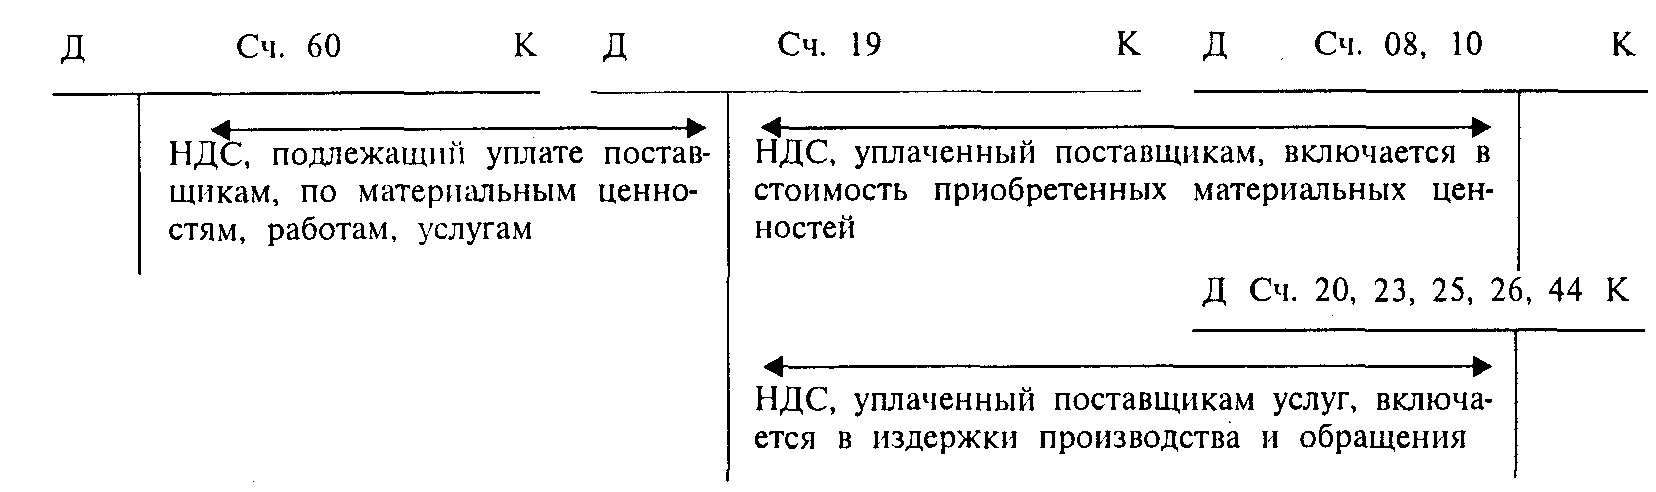 Д Сч. 60 К Д Сч. 19 К Д Сч. 08, 10 К
НДС, подлежащий уплате постав-
щикам, по материальным ценно-
стям, работам, услугам
НДС, уплаченный поставщикам, включается в
стоимость приобретенных материальных цен-
ностей
Д Сч. 20, 23, 25, 26, 44 К
НДС, уплаченный поставщикам услуг, включа-
ется в издержки производства и обращения